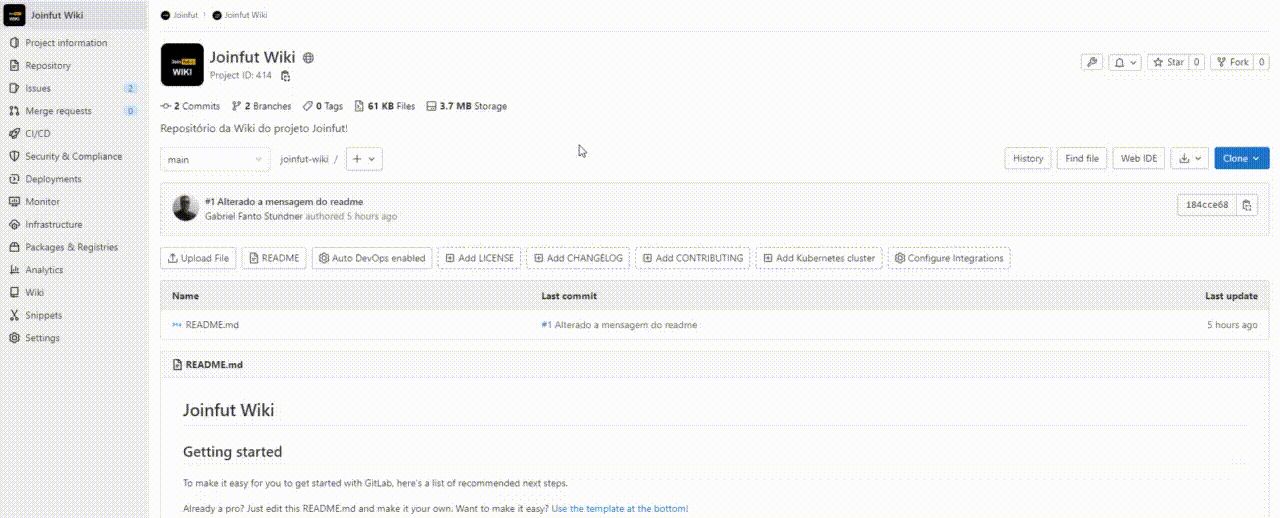 Joinfut Wiki
Project information
Repository
Issues 2
Merge requests 0
CI/CD
Security & Compliance
Deployments
Monitor
Infrastructure
Packages & Registries
Analytics
Wiki
Snippets
Settings
Joinfut › Joinfut Wiki
WIKI
Joinfut Wiki
Project ID: 414
Star 0 Fork 0
2 Commits 2 Branches 0 Tags 61 KB Files 3.7 MB Storage
Repositório da Wiki do projeto Joinfut!
main joinfut-wiki / + History Find file Web IDE Clone
#1 Alterado a mensagem do readme
Gabriel Fanto Stundner authored 5 hours ago
184cce68
Upload File README Auto DevOps enabled Add LICENSE Add CHANGELOG Add CONTRIBUTING Add Kubernetes cluster Configure Integrations
Name Last commit Last update
README.md #1 Alterado a mensagem do readme 5 hours ago
README.md
Joinfut Wiki
Getting started
To make it easy for you to get started with GitLab, here's a list of recommended next steps.
Already a pro? Just edit this README.md and make it your own. Want to make it easy? Use the template at the bottom!